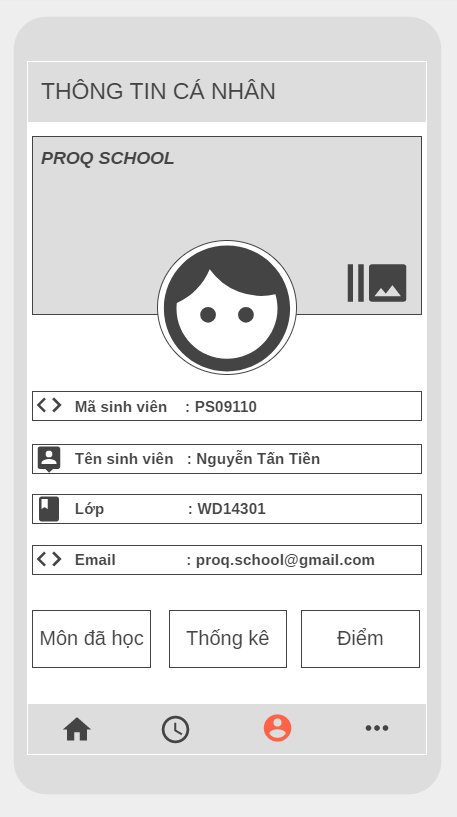 THÔNG TIN CÁ NHÂN
PROQ SCHOOL
Mã sinh viên : PS09110
Tên sinh viên : Nguyễn Tấn Tiền
Lớp : WD14301
Email : proq.school@gmail.com
Môn đã học Thống kê Điểm